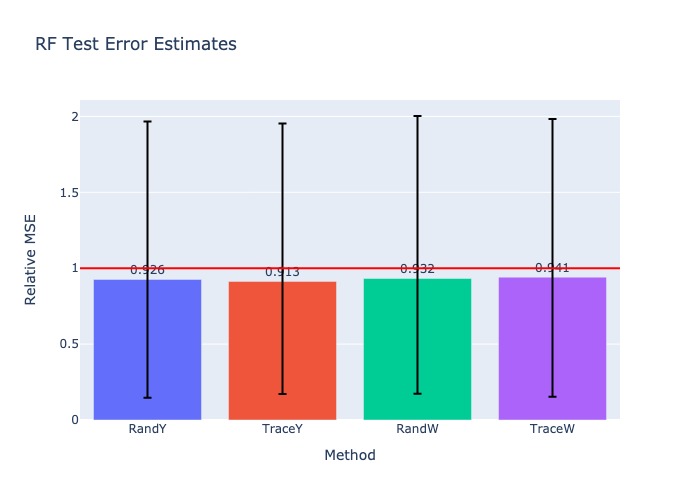 RF Test Error Estimates
Relative MSE
2
1.5
1
0.5
0
0.926
0.913
0.932
0.941
RandY
TraceY
RandW
TraceW
Method